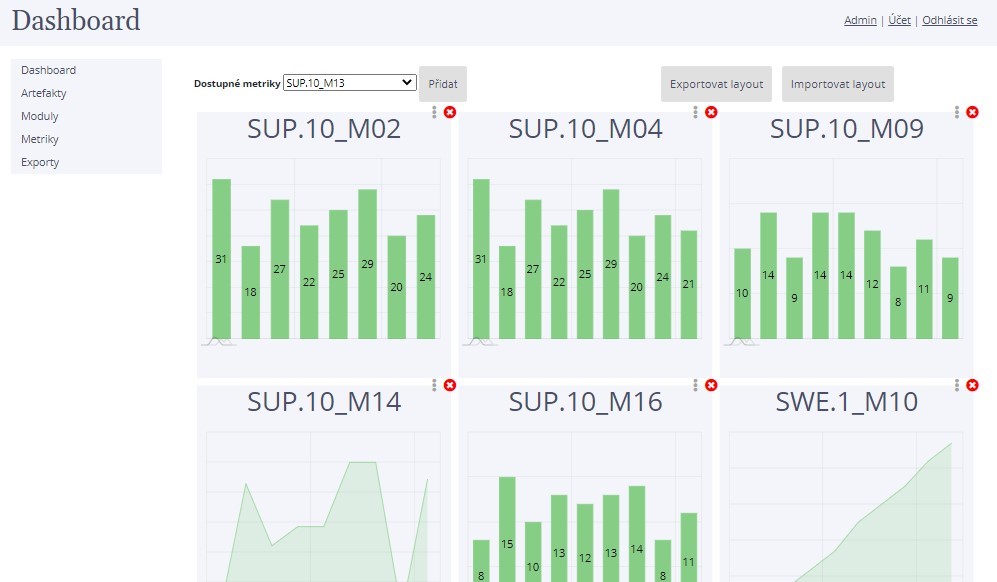 Dashboard
Admin | Účet | Odhlásit se
Dashboard
Artefakty
Moduly
Metriky
Exporty
Dostupné metriky SUP.10_M13 Přidat Exportovat layout Importovat layout
SUP.10_M02
31 18 27 22 25 29 20 24
SUP.10_M04
31 18 27 22 25 29 20 24 21
SUP.10_M09
10 14 9 14 14 12 8 11 9
SUP.10_M14
SUP.10_M16
8 15 10 13 12 13 14 8 11
SWE.1_M10